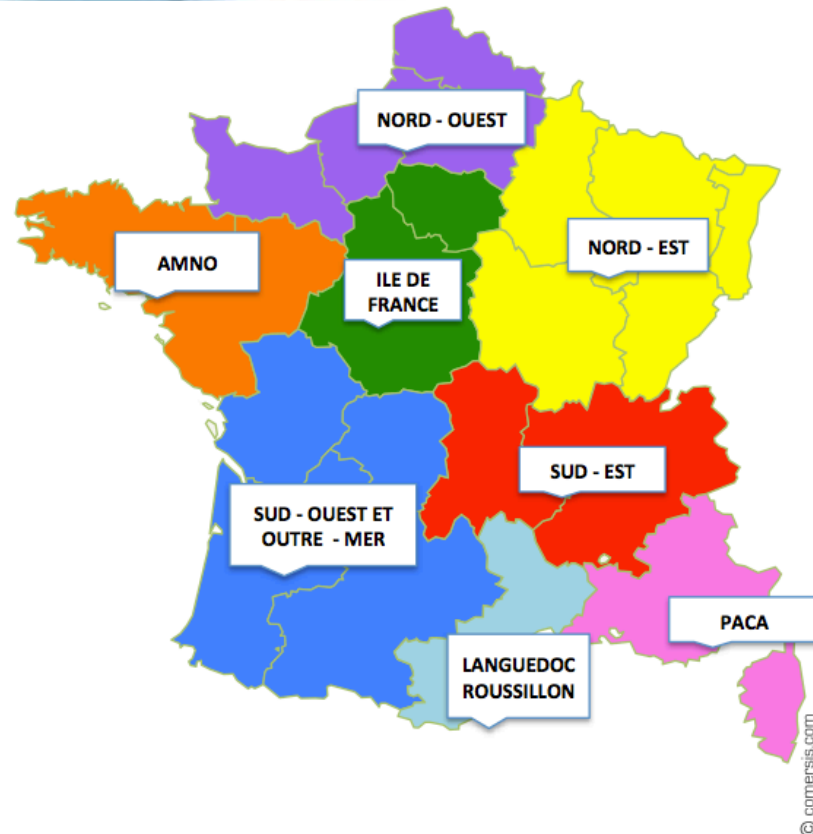 NORD - OUEST
NORD - EST
AMNO
ILE DE
FRANCE
SUD - EST
SUD - OUEST ET
OUTRE - MER
PACA
LANGUEDOC
ROUSSILLON
© comersis.com